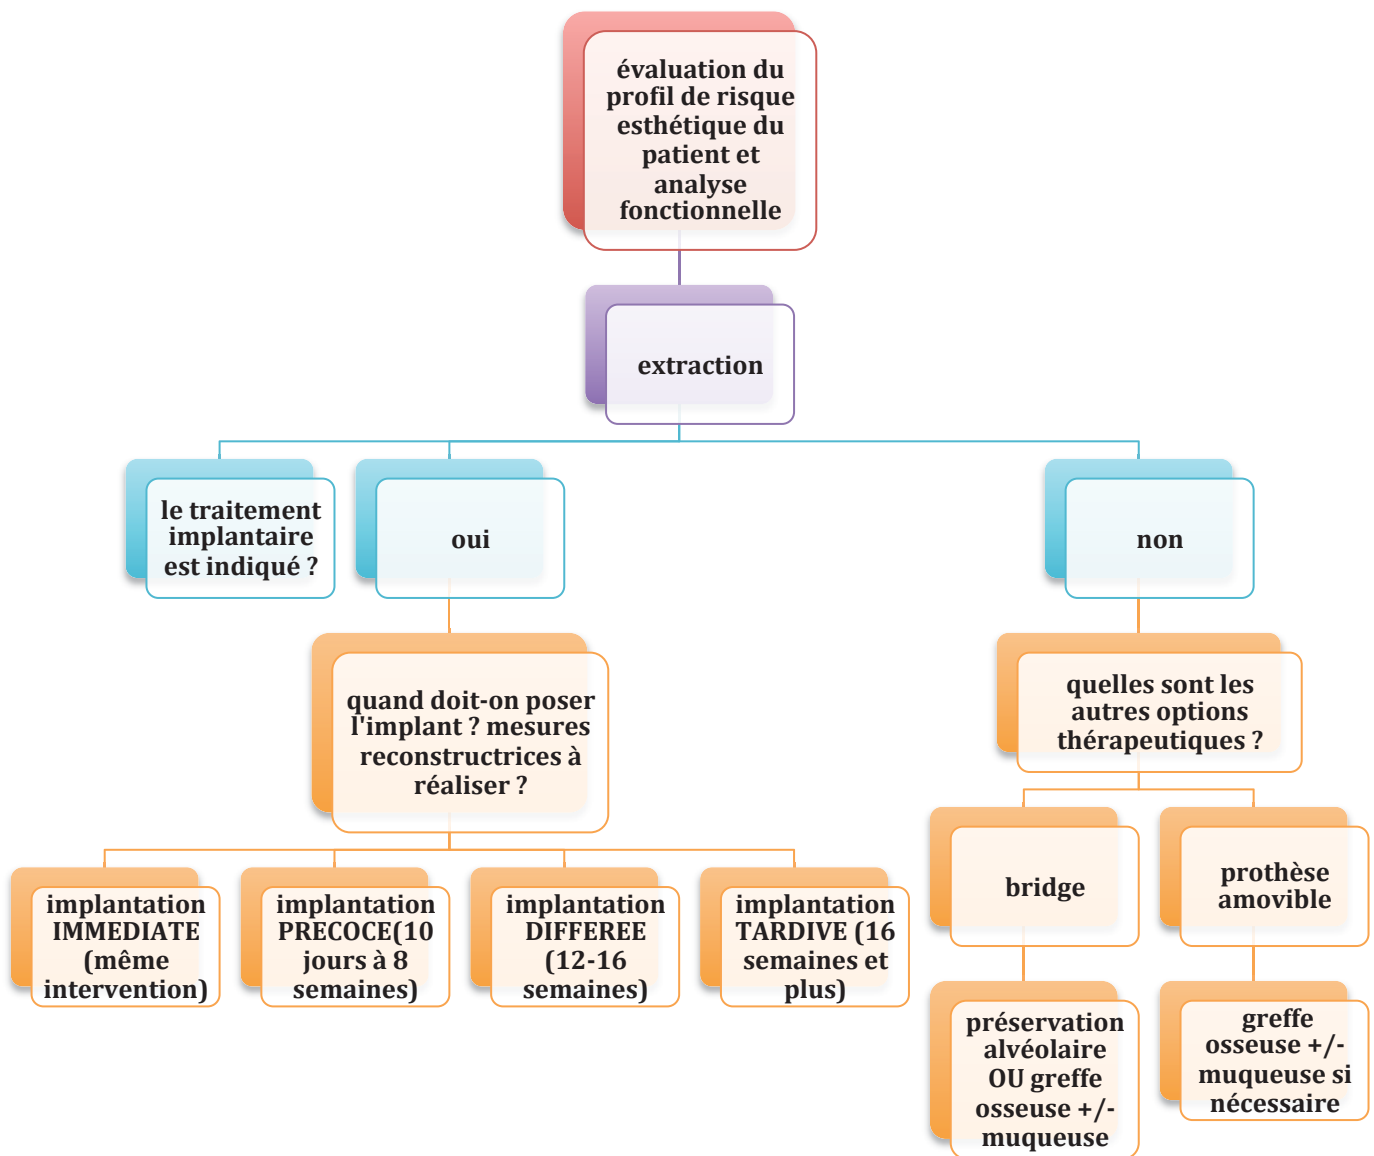 évaluation du
profil de risque
esthétique du
patient et
analyse
fonctionnelle
extraction
le traitement
implantaire
est indiqué ?
oui
non
quand doit-on poser
l'implant ? mesures
reconstructrices à
réaliser ?
quelles sont les
autres options
thérapeutiques ?
implantation
IMMEDIATE
(même
intervention)
implantation
PRECOCE(10
jours à 8
semaines)
implantation
DIFFEREE
(12-16
semaines)
implantation
TARDIVE (16
semaines et
plus)
bridge
prothèse
amovible
préservation
alvéolaire
OU greffe
osseuse +/-
muqueuse
greffe
osseuse +/-
muqueuse si
nécessaire